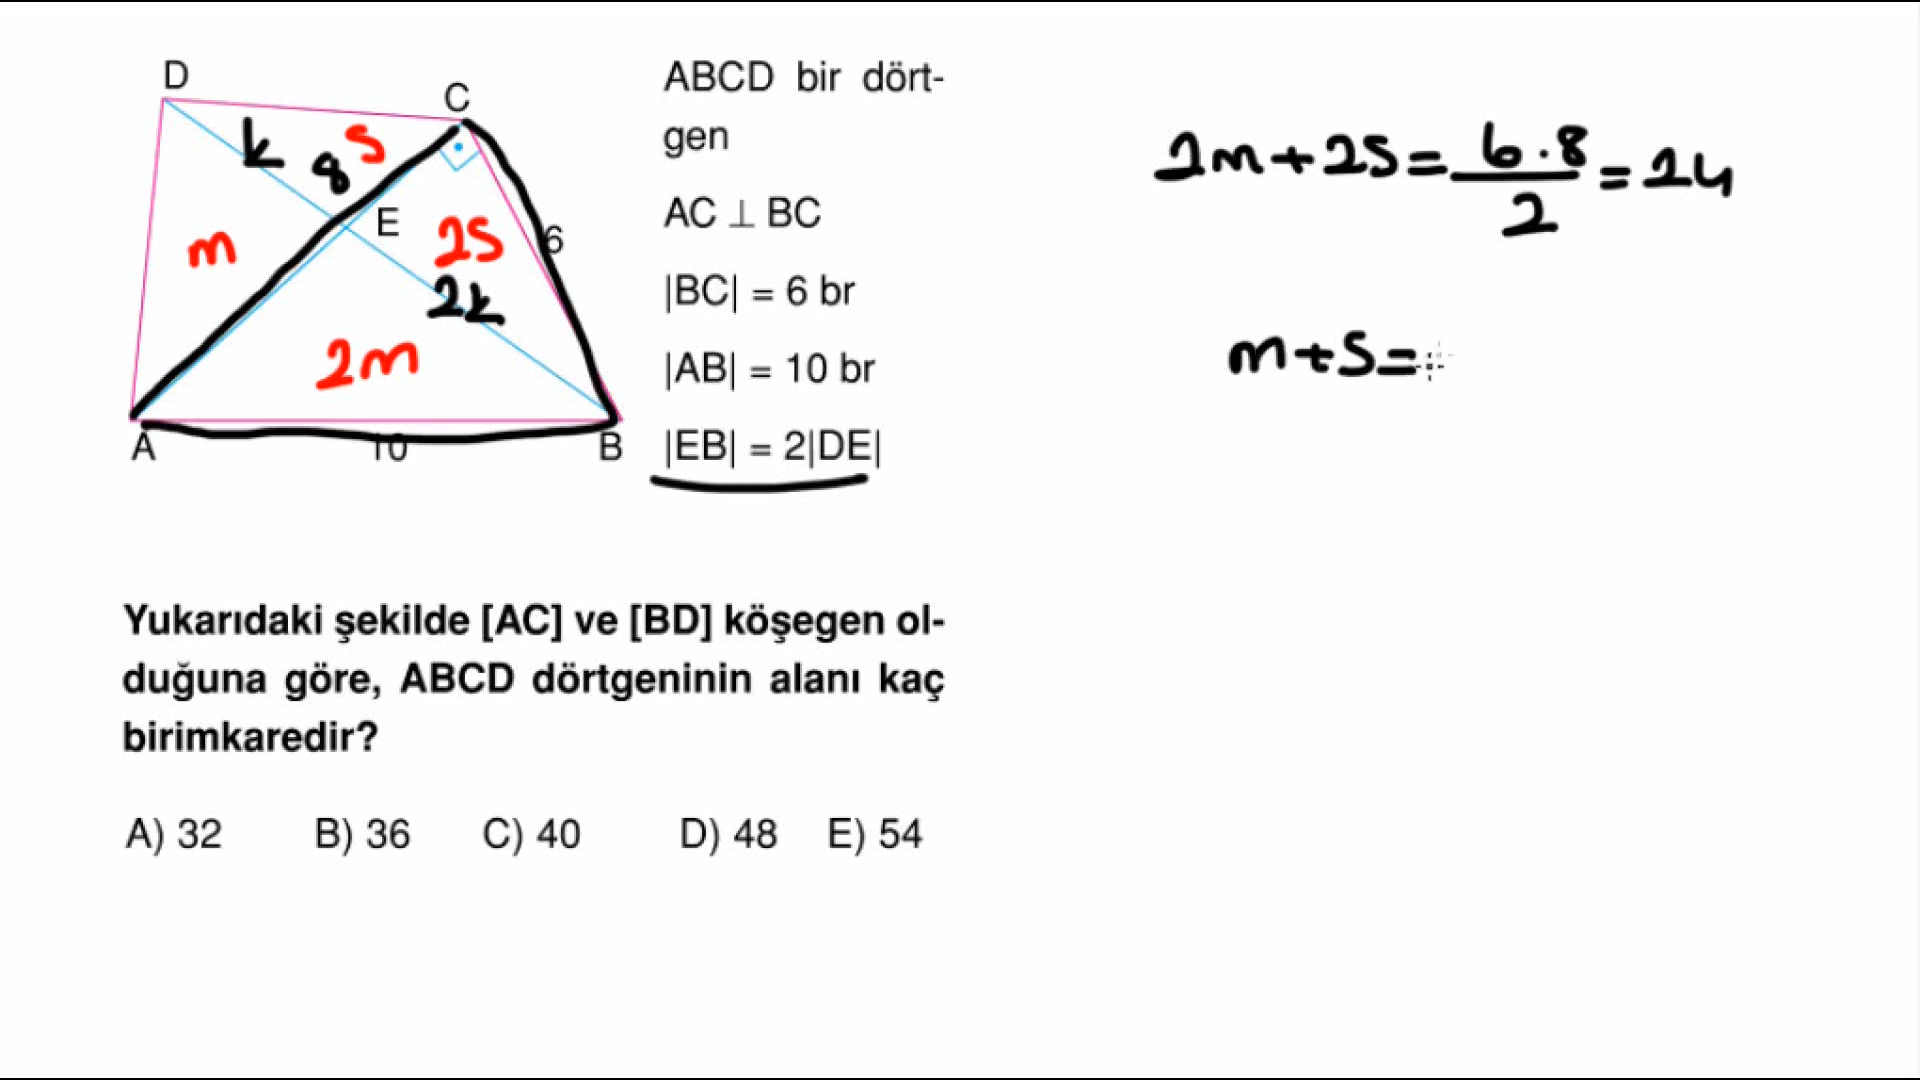 D
C
k
s
8
E
m
2s
6
2k
2m
A
10
B
ABCD bir dört-
gen
AC ⊥ BC
|BC| = 6 br
|AB| = 10 br
|EB| = 2|DE|
2m+2s = 6.8/2 = 24
m+s=
Yukarıdaki şekilde [AC] ve [BD] köşegen ol-
duğuna göre, ABCD dörtgeninin alanı kaç
birimkaredir?
A) 32 B) 36 C) 40 D) 48 E) 54